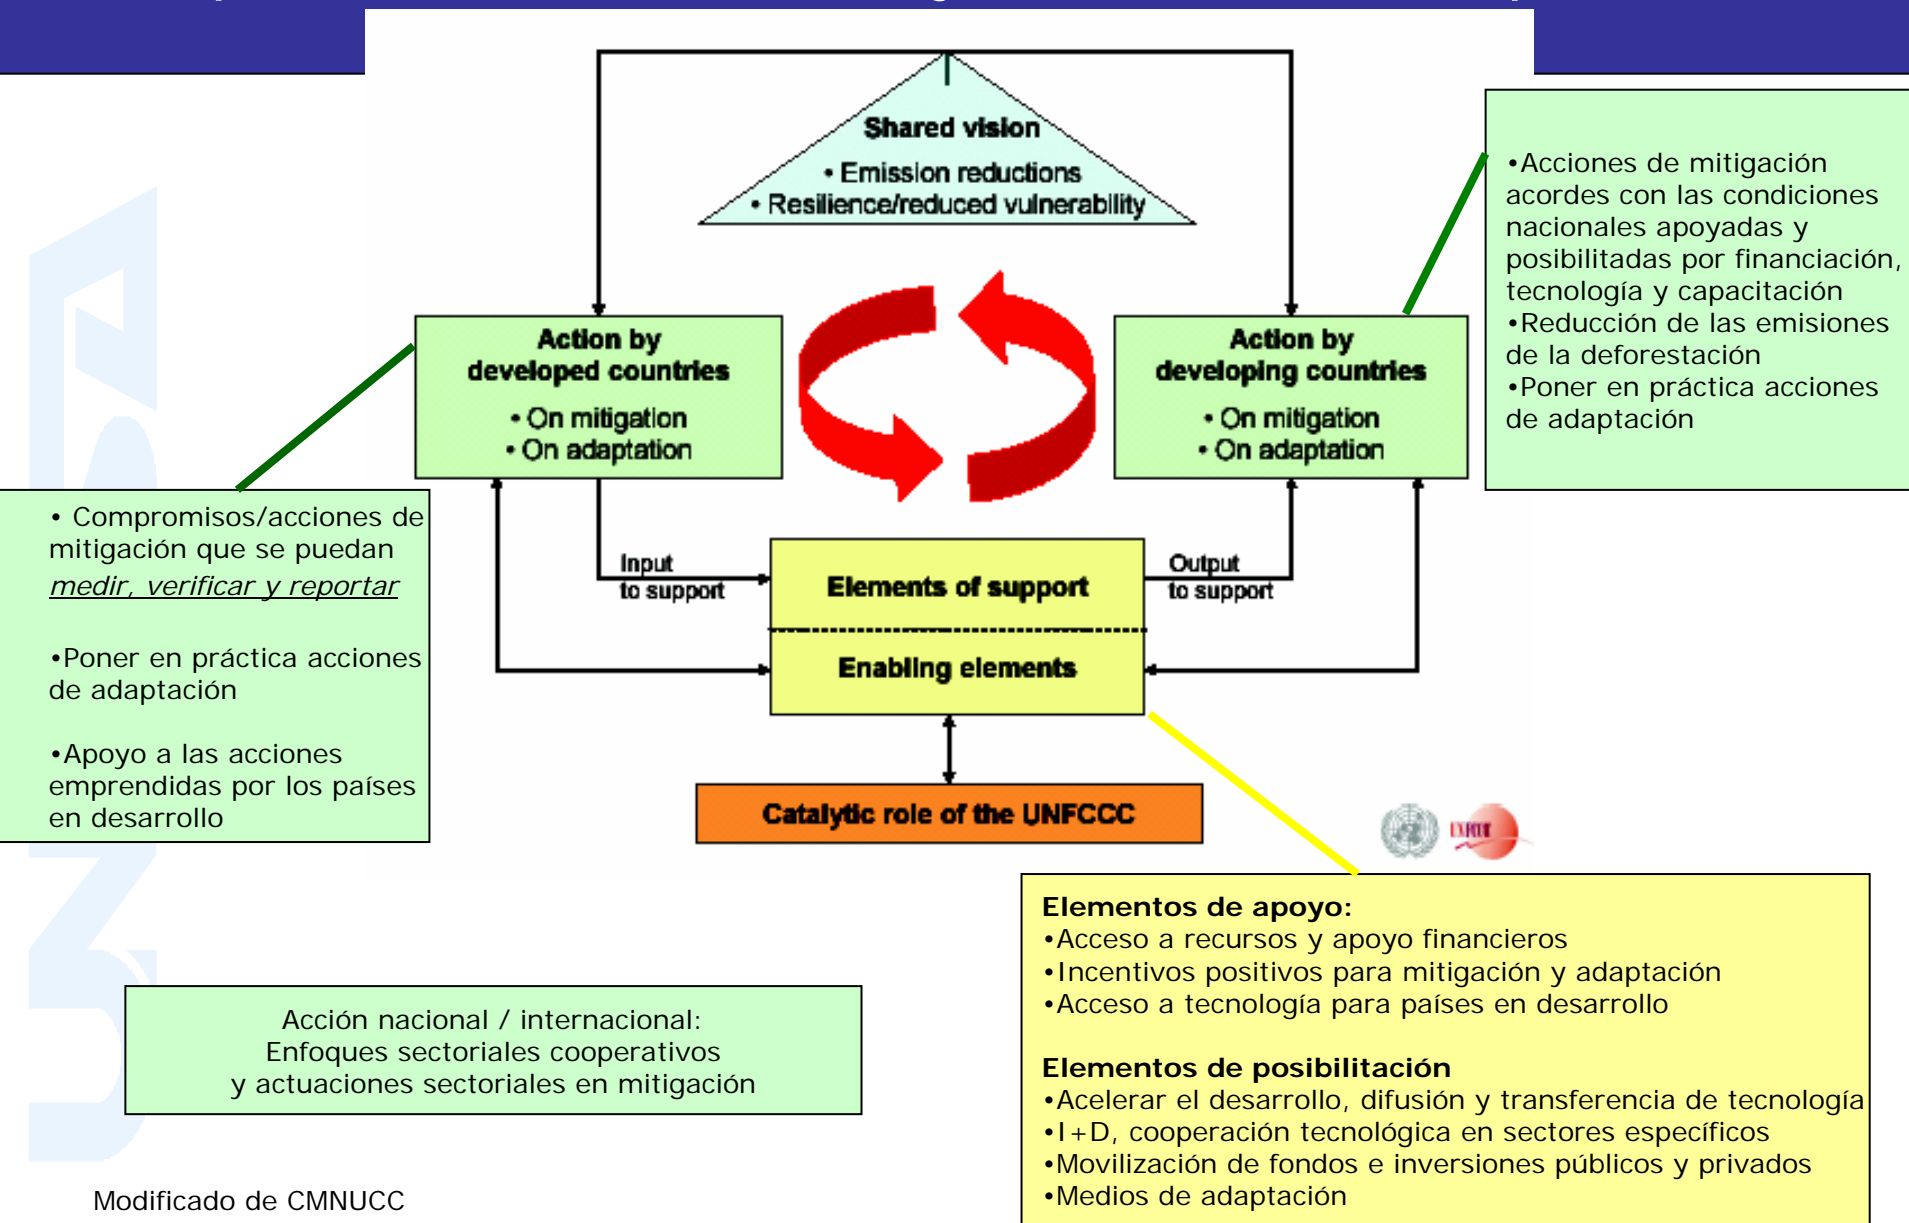 Shared vision
• Emission reductions
• Resilience/reduced vulnerability
Action by
developed countries
• On mitigation
• On adaptation
Action by
developing countries
• On mitigation
• On adaptation
•Acciones de mitigación
acordes con las condiciones
nacionales apoyadas y
posibilitadas por financiación,
tecnología y capacitación
•Reducción de las emisiones
de la deforestación
•Poner en práctica acciones
de adaptación
• Compromisos/acciones de
mitigación que se puedan
medir, verificar y reportar
•Poner en práctica acciones
de adaptación
•Apoyo a las acciones
emprendidas por los países
en desarrollo
Input
to support
Elements of support
Enabling elements
Output
to support
Catalytic role of the UNFCCC
Elementos de apoyo:
•Acceso a recursos y apoyo financieros
•Incentivos positivos para mitigación y adaptación
•Acceso a tecnología para países en desarrollo
Elementos de posibilitación
•Acelerar el desarrollo, difusión y transferencia de tecnología
•I+D, cooperación tecnológica en sectores específicos
•Movilización de fondos e inversiones públicos y privados
•Medios de adaptación
Acción nacional / internacional:
Enfoques sectoriales cooperativos
y actuaciones sectoriales en mitigación
Modificado de CMNUCC